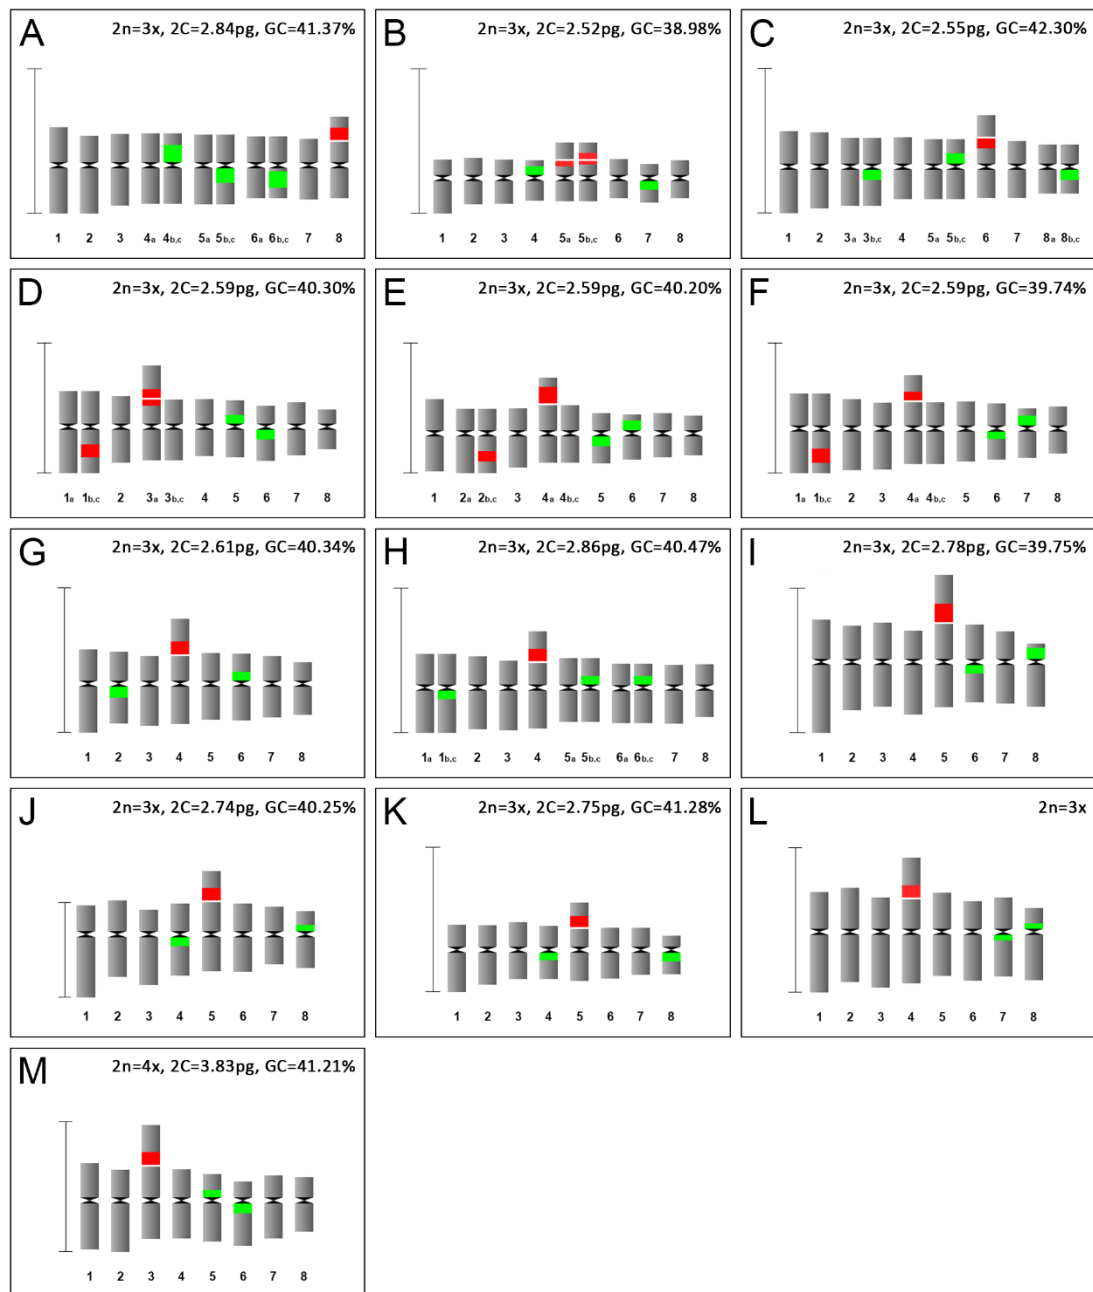 A
2n=3x, 2C=2.84pg, GC=41.37%
1 2 3 4a 4b,c 5a 5b,c 6a 6b,c 7 8
B
2n=3x, 2C=2.52pg, GC=38.98%
1 2 3 4 5a 5b,c 6 7 8
C
2n=3x, 2C=2.55pg, GC=42.30%
1 2 3a 3b,c 4 5a 5b,c 6 7 8a 8b,c
D
2n=3x, 2C=2.59pg, GC=40.30%
1a 1b,c 2 3a 3b,c 4 5 6 7 8
E
2n=3x, 2C=2.59pg, GC=40.20%
1 2a 2b,c 3 4a 4b,c 5 6 7 8
F
2n=3x, 2C=2.59pg, GC=39.74%
1a 1b,c 2 3 4a 4b,c 5 6 7 8
G
2n=3x, 2C=2.61pg, GC=40.34%
1 2 3 4 5 6 7 8
H
2n=3x, 2C=2.86pg, GC=40.47%
1a 1b,c 2 3 4 5a 5b,c 6a 6b,c 7 8
I
2n=3x, 2C=2.78pg, GC=39.75%
1 2 3 4 5 6 7 8
J
2n=3x, 2C=2.74pg, GC=40.25%
1 2 3 4 5 6 7 8
K
2n=3x, 2C=2.75pg, GC=41.28%
1 2 3 4 5 6 7 8
L
2n=3x
1 2 3 4 5 6 7 8
M
2n=4x, 2C=3.83pg, GC=41.21%
1 2 3 4 5 6 7 8